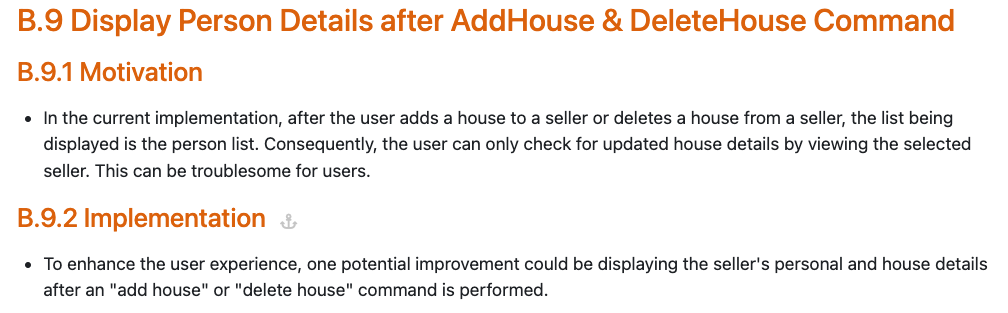 B.9 Display Person Details after AddHouse & DeleteHouse Command
B.9.1 Motivation
• In the current implementation, after the user adds a house to a seller or deletes a house from a seller, the list being
displayed is the person list. Consequently, the user can only check for updated house details by viewing the selected
seller. This can be troublesome for users.
B.9.2 Implementation
• To enhance the user experience, one potential improvement could be displaying the seller's personal and house details
after an "add house" or "delete house" command is performed.